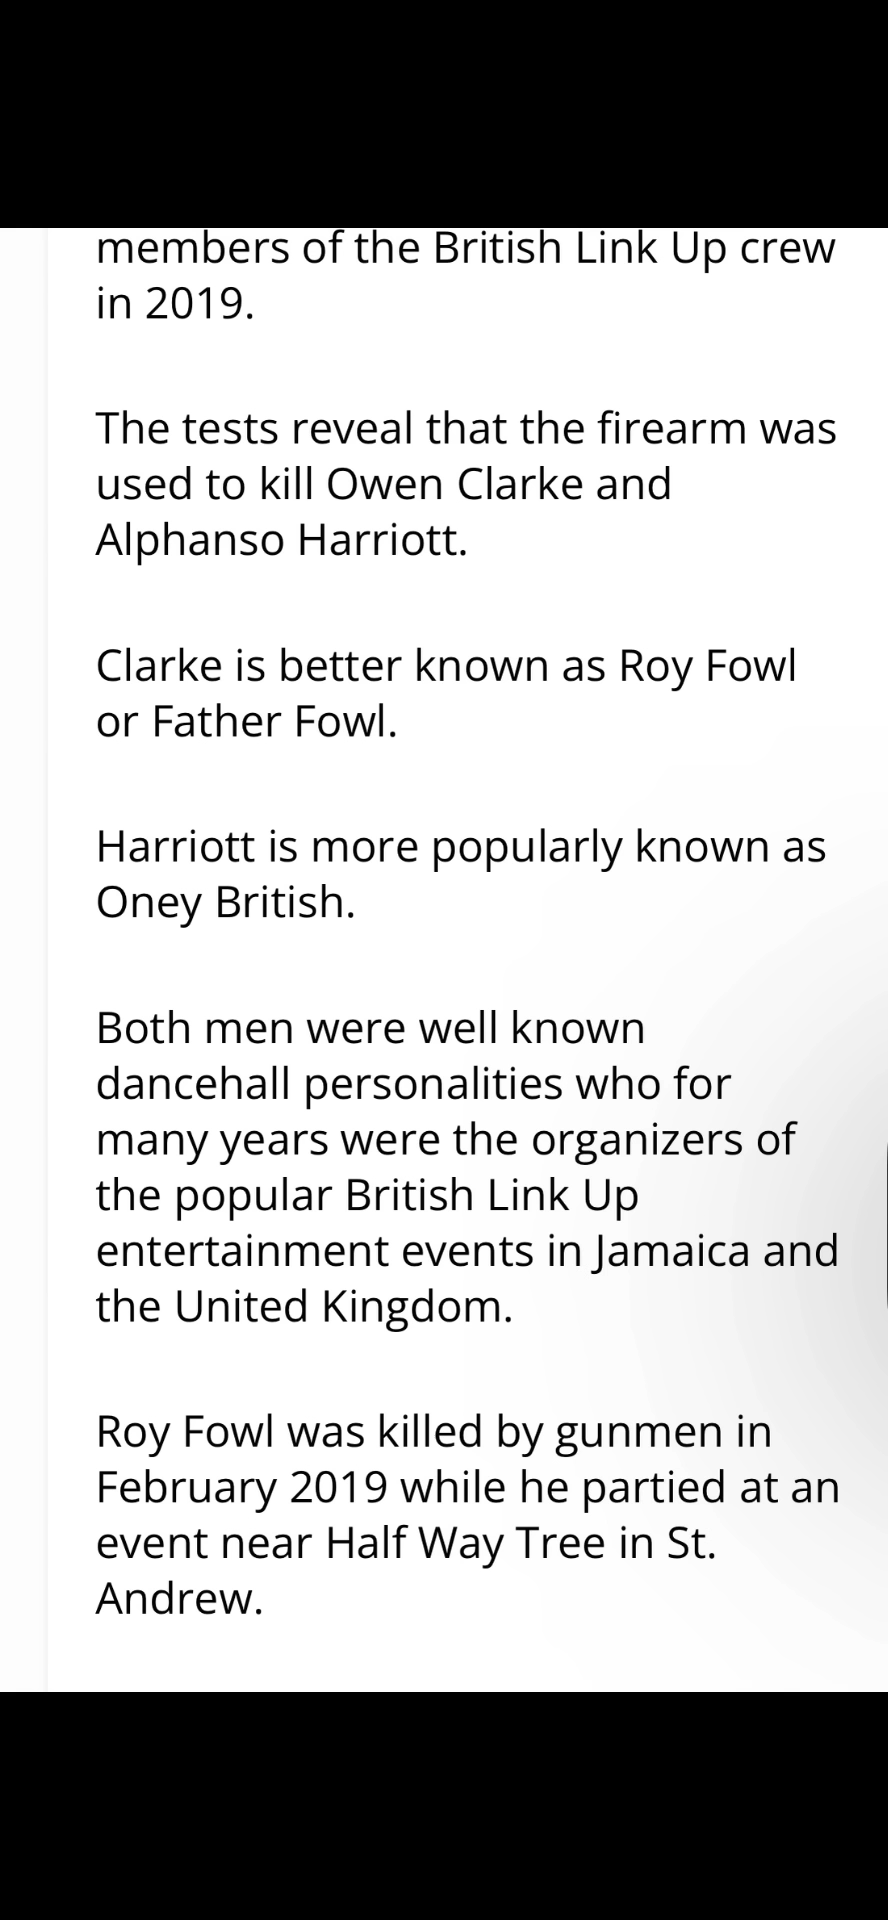 members of the British Link Up crew
in 2019.
The tests reveal that the firearm was
used to kill Owen Clarke and
Alphanso Harriott.
Clarke is better known as Roy Fowl
or Father Fowl.
Harriott is more popularly known as
Oney British.
Both men were well known
dancehall personalities who for
many years were the organizers of
the popular British Link Up
entertainment events in Jamaica and
the United Kingdom.
Roy Fowl was killed by gunmen in
February 2019 while he partied at an
event near Half Way Tree in St.
Andrew.